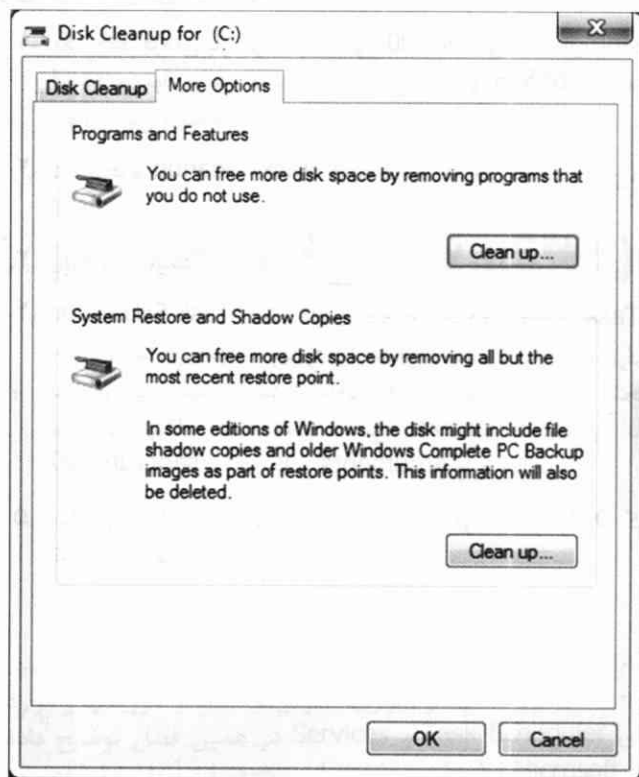 Disk Cleanup for (C:)
Disk Cleanup
More Options
Programs and Features
You can free more disk space by removing programs that
you do not use.
Clean up...
System Restore and Shadow Copies
You can free more disk space by removing all but the
most recent restore point.
In some editions of Windows, the disk might include file
shadow copies and older Windows Complete PC Backup
images as part of restore points. This information will also
be deleted.
Clean up...
OK
Cancel